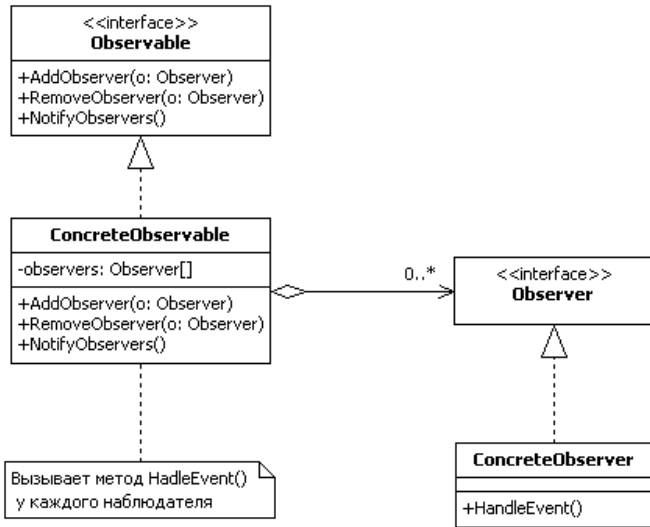 <<interface>>
Observable
+AddObserver(o: Observer)
+RemoveObserver(o: Observer)
+NotifyObservers()
ConcreteObservable
-observers: Observer[]
+AddObserver(o: Observer)
+RemoveObserver(o: Observer)
+NotifyObservers()
0..*
<<interface>>
Observer
Вызывает метод HadleEvent()
у каждого наблюдателя
ConcreteObserver
+HandleEvent()